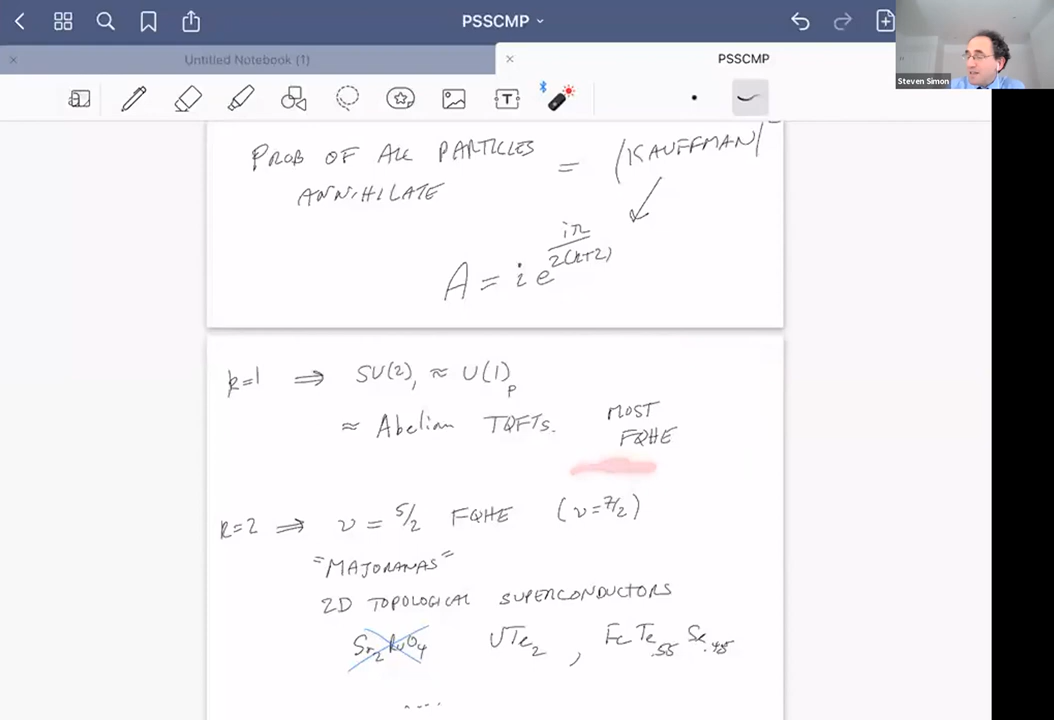 PSSCMP
Untitled Notebook (1)
PSSCMP
Steven Simon
PROB OF ALL PARTICLES ANNIHILATE = |KAUFFMAN|
A = i e^{iπ/2(k+2)}
k=1 ⇒ SU(2)₁ ≈ U(1)ₚ
≈ Abelian TQFTs. MOST FQHE
k=2 ⇒ ν = 5/2 FQHE (ν=7/2)
"MAJORANAS"
2D TOPOLOGICAL SUPERCONDUCTORS
Sr₂RuO₄ UTe₂ , FeTe.₅₅ Se.₄₅
....